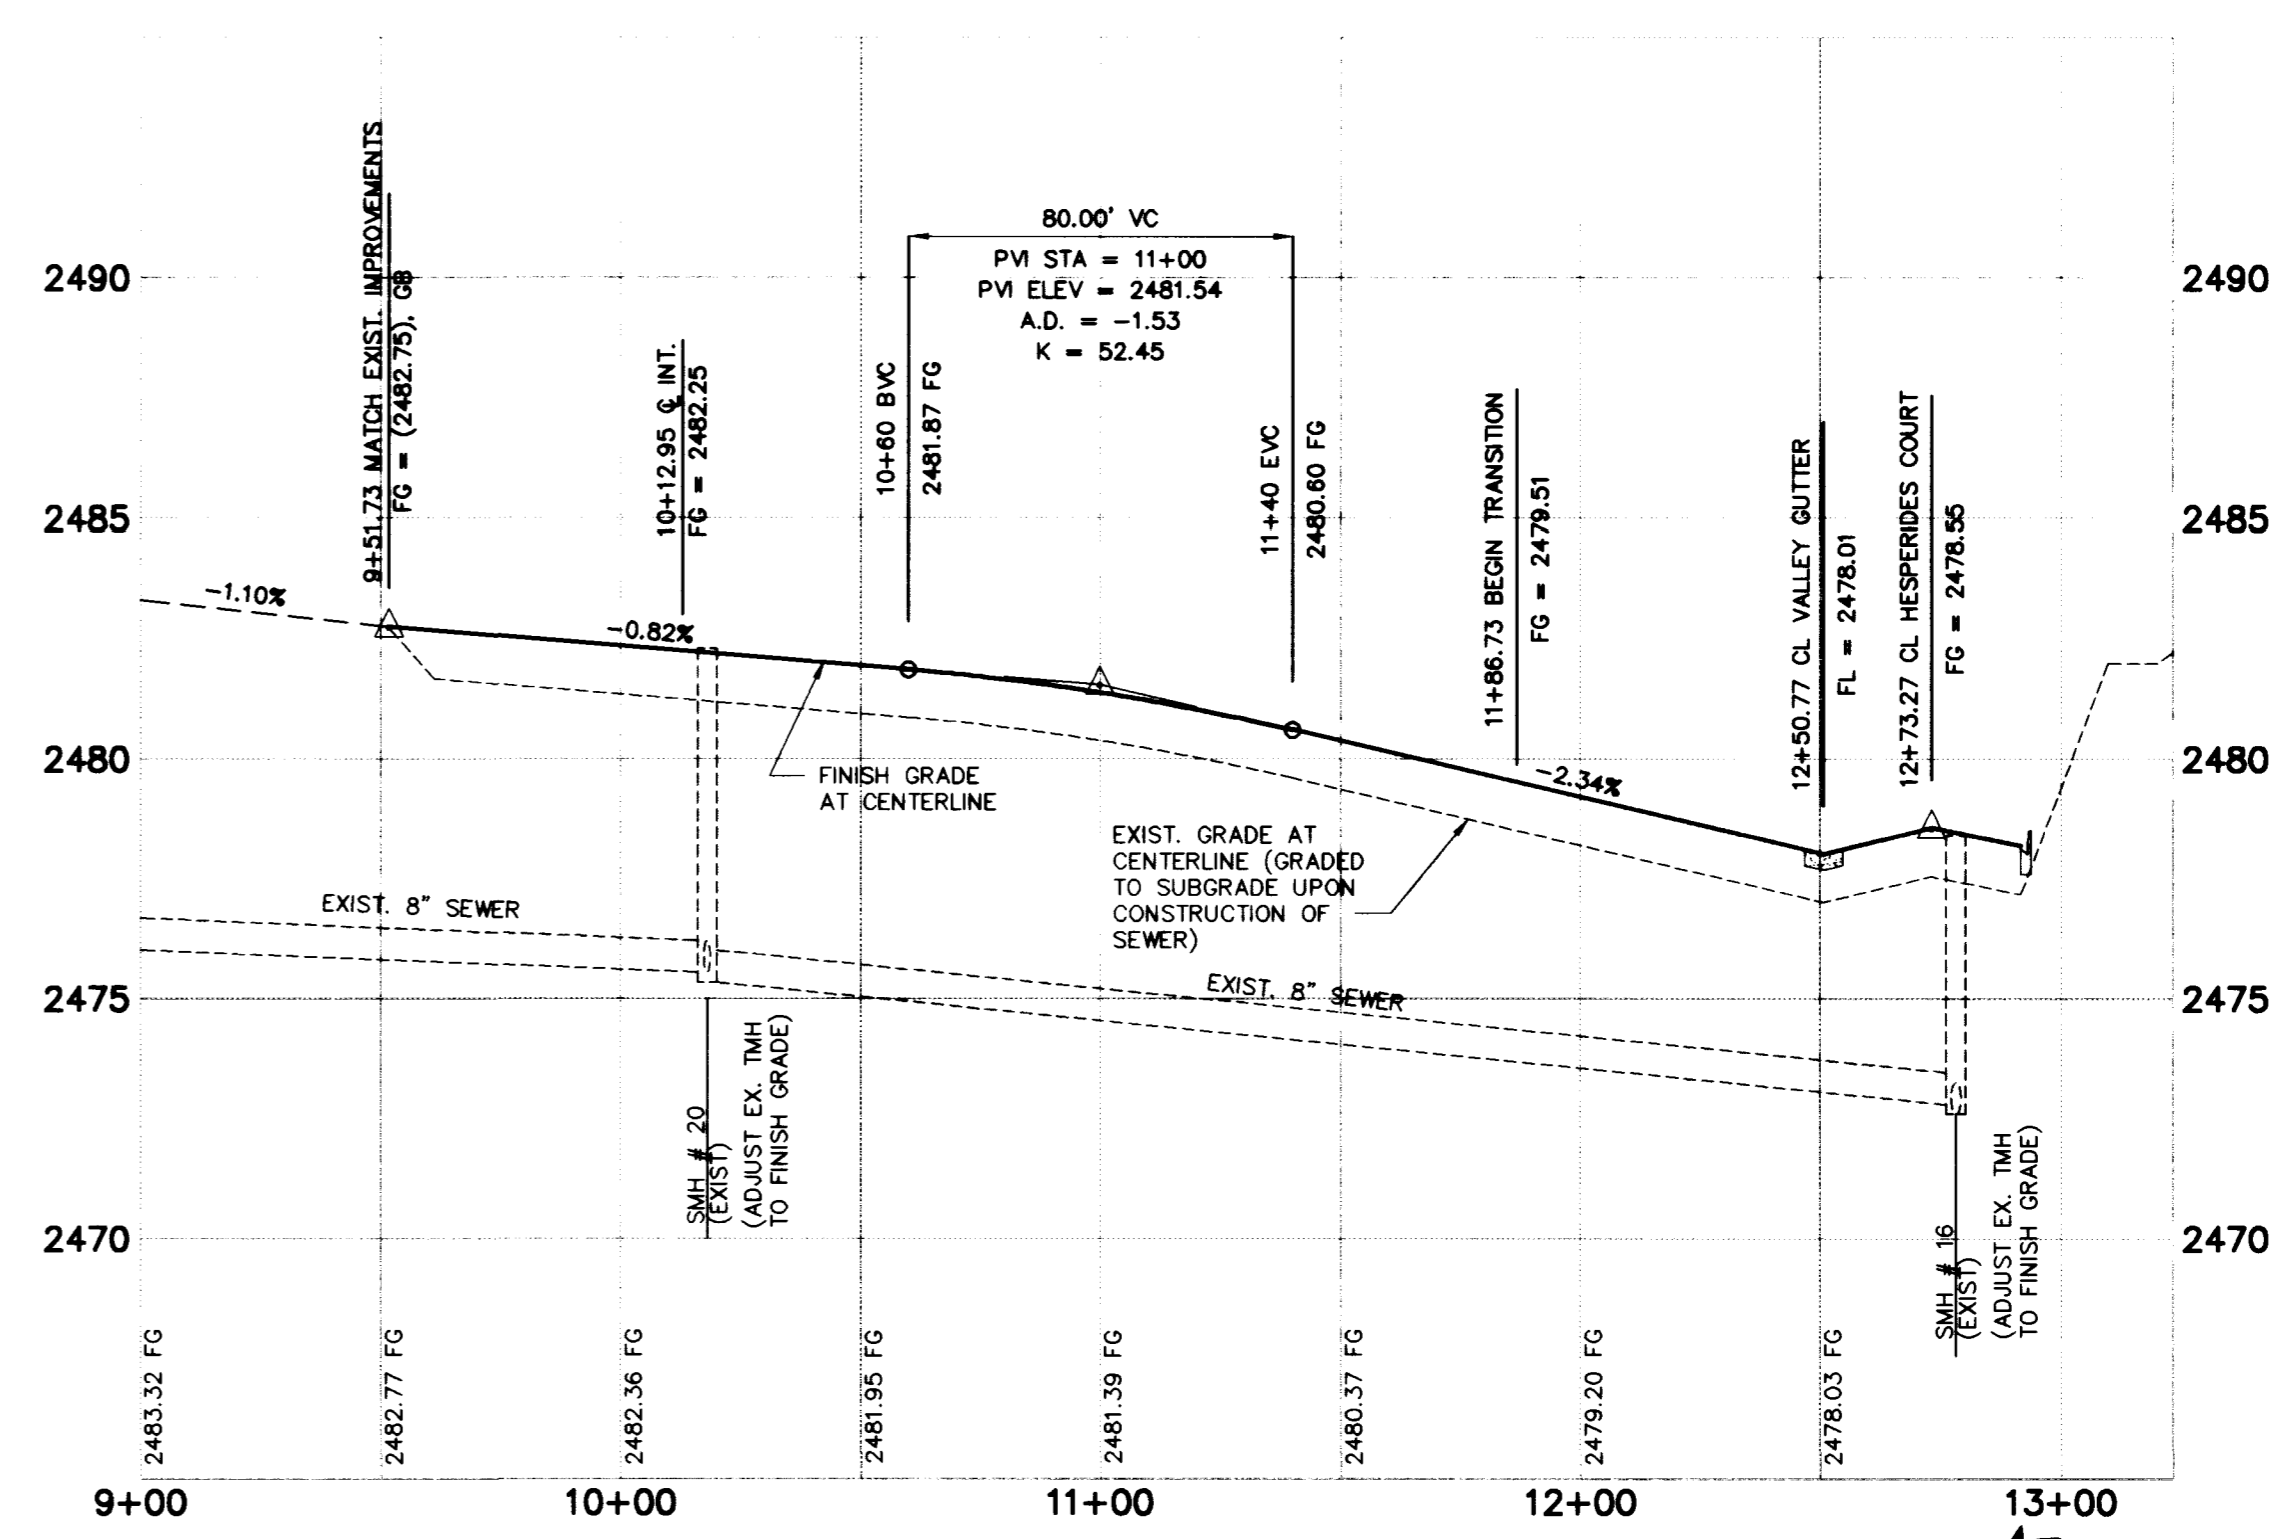 9+51.73 MATCH EXIST. IMPROVEMENTS
FG = (2482.75), GB
10+12.95 ℄ INT.
FG = 2482.25
10+60 BVC
2481.87 FG
80.00' VC
PVI STA = 11+00
PVI ELEV = 2481.54
A.D. = -1.53
K = 52.45
11+40 EVC
2480.60 FG
11+86.73 BEGIN TRANSITION
FG = 2479.51
12+50.77 CL VALLEY GUTTER
FL = 2478.01
12+73.27 CL HESPERIDES COURT
FG = 2478.55
2490
2490
2485
2485
2480
2480
2475
2475
2470
2470
-1.10%
-0.82%
-2.34%
FINISH GRADE
AT CENTERLINE
EXIST. GRADE AT
CENTERLINE (GRADED
TO SUBGRADE UPON
CONSTRUCTION OF
SEWER)
EXIST. 8" SEWER
EXIST. 8" SEWER
SMH # 20
(EXIST)
(ADJUST EX. TMH
TO FINISH GRADE)
SMH # 16
(EXIST)
(ADJUST EX. TMH
TO FINISH GRADE)
2483.32 FG
2482.77 FG
2482.36 FG
2481.95 FG
2481.39 FG
2480.37 FG
2479.20 FG
2478.03 FG
9+00
10+00
11+00
12+00
13+00